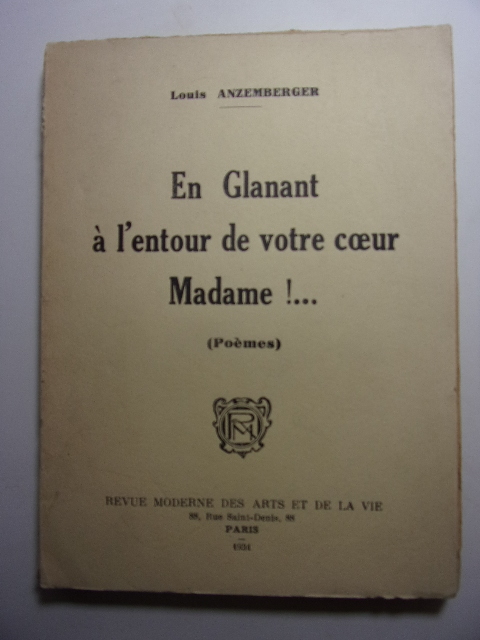 Louis ANZEMBERGER
En Glanant
à l'entour de votre cœur
Madame !...
(Poèmes)
RM
REVUE MODERNE DES ARTS ET DE LA VIE
88, Rue Saint-Denis, 88
PARIS
1931